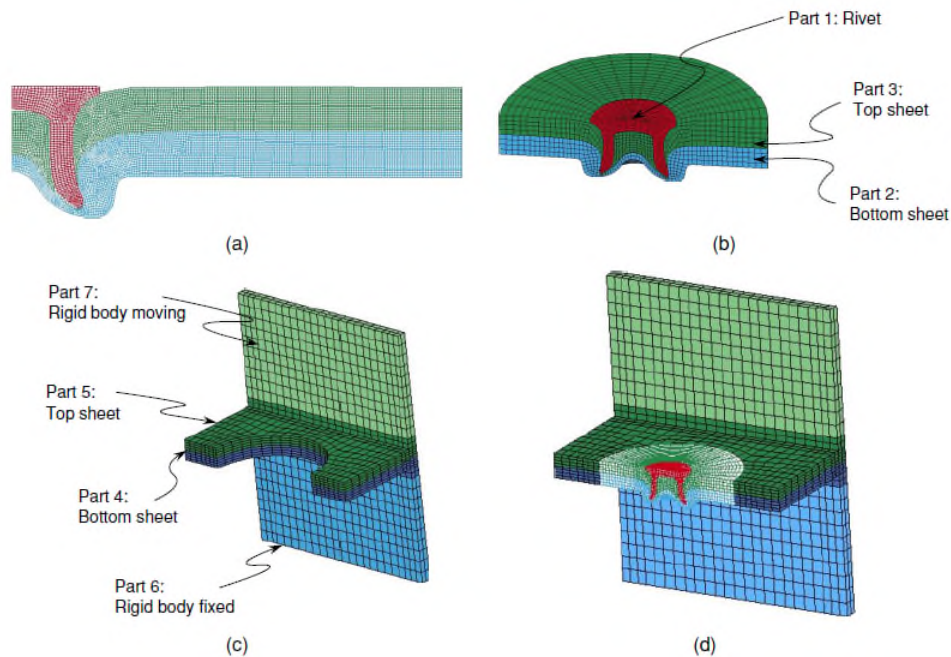 Part 1: Rivet
Part 3:
Top sheet
Part 2:
Bottom sheet
(a)
(b)
Part 7:
Rigid body moving
Part 5:
Top sheet
Part 4:
Bottom sheet
Part 6:
Rigid body fixed
(c)
(d)